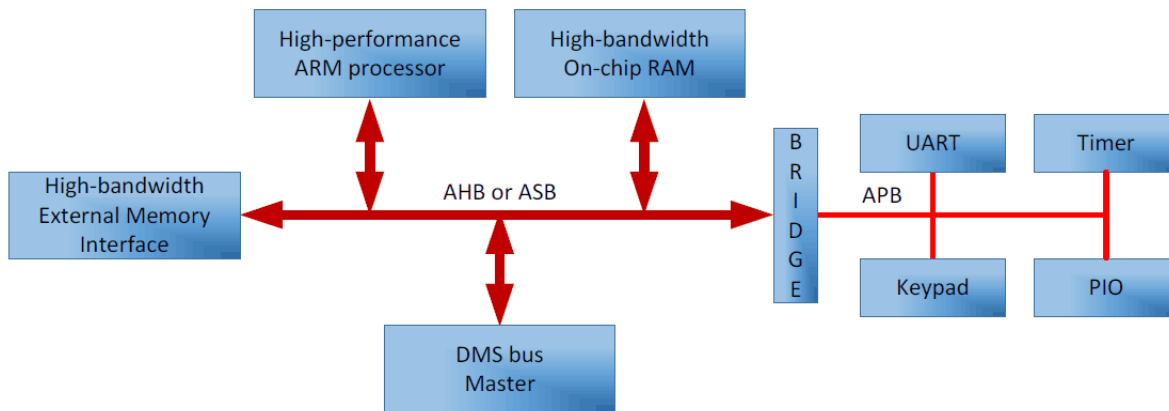 High-performance
ARM processor
High-bandwidth
On-chip RAM
High-bandwidth
External Memory
Interface
AHB or ASB
DMS bus
Master
B
R
I
D
G
E
APB
UART
Timer
Keypad
PIO